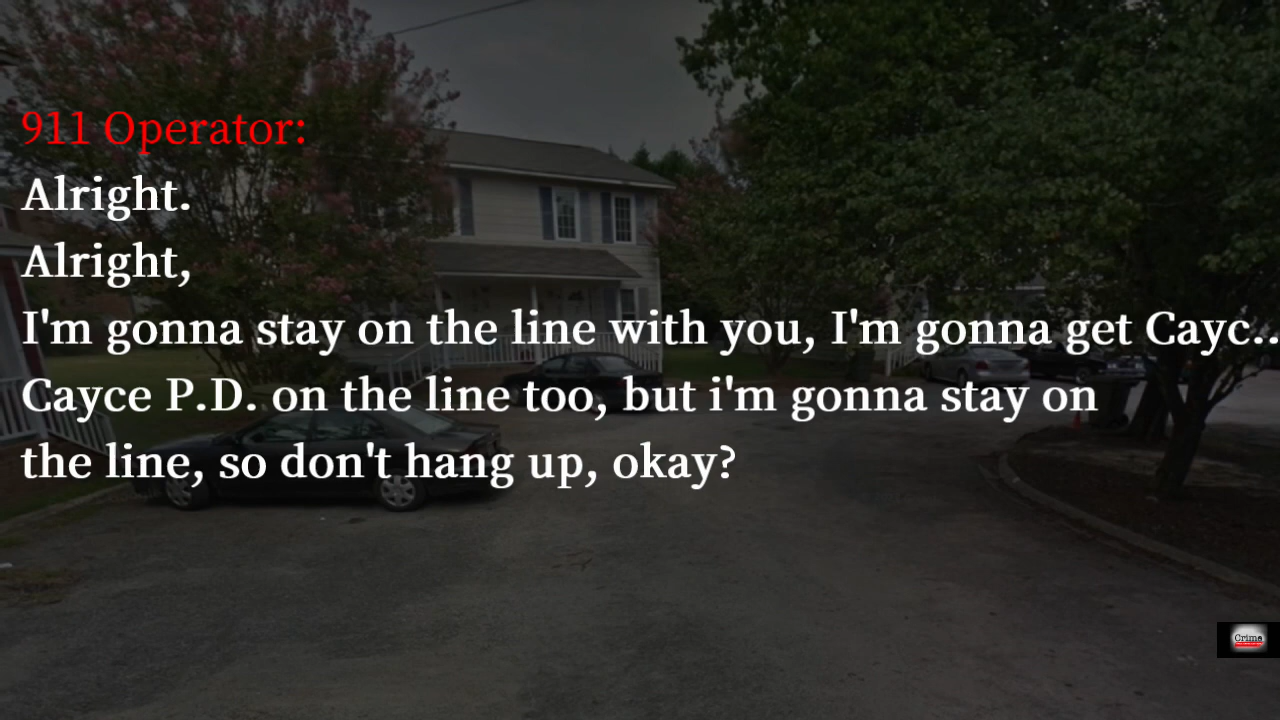 911 Operator:
Alright.
Alright,
I'm gonna stay on the line with you, I'm gonna get Cayc..
Cayce P.D. on the line too, but i'm gonna stay on
the line, so don't hang up, okay?
Crime